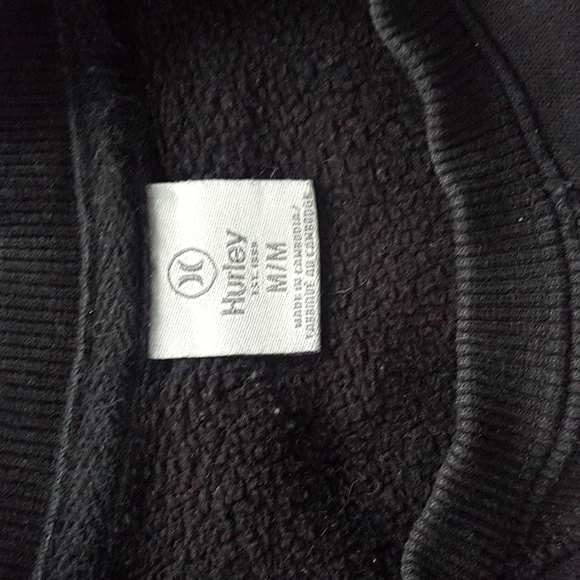 Hurley
EST. 1999
M/M
MADE IN CAMBODIA/
FABRIQUÉ AU CAMBODGE